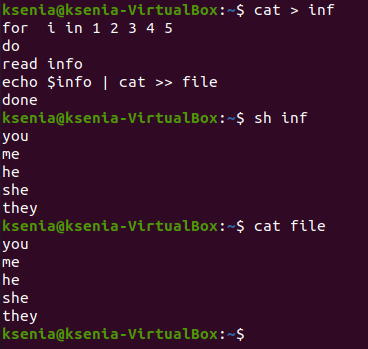 ksenia@ksenia-VirtualBox:~$ cat > inf
for  i in 1 2 3 4 5
do
read info
echo $info | cat >> file
done
ksenia@ksenia-VirtualBox:~$ sh inf
you
me
he
she
they
ksenia@ksenia-VirtualBox:~$ cat file
you
me
he
she
they
ksenia@ksenia-VirtualBox:~$